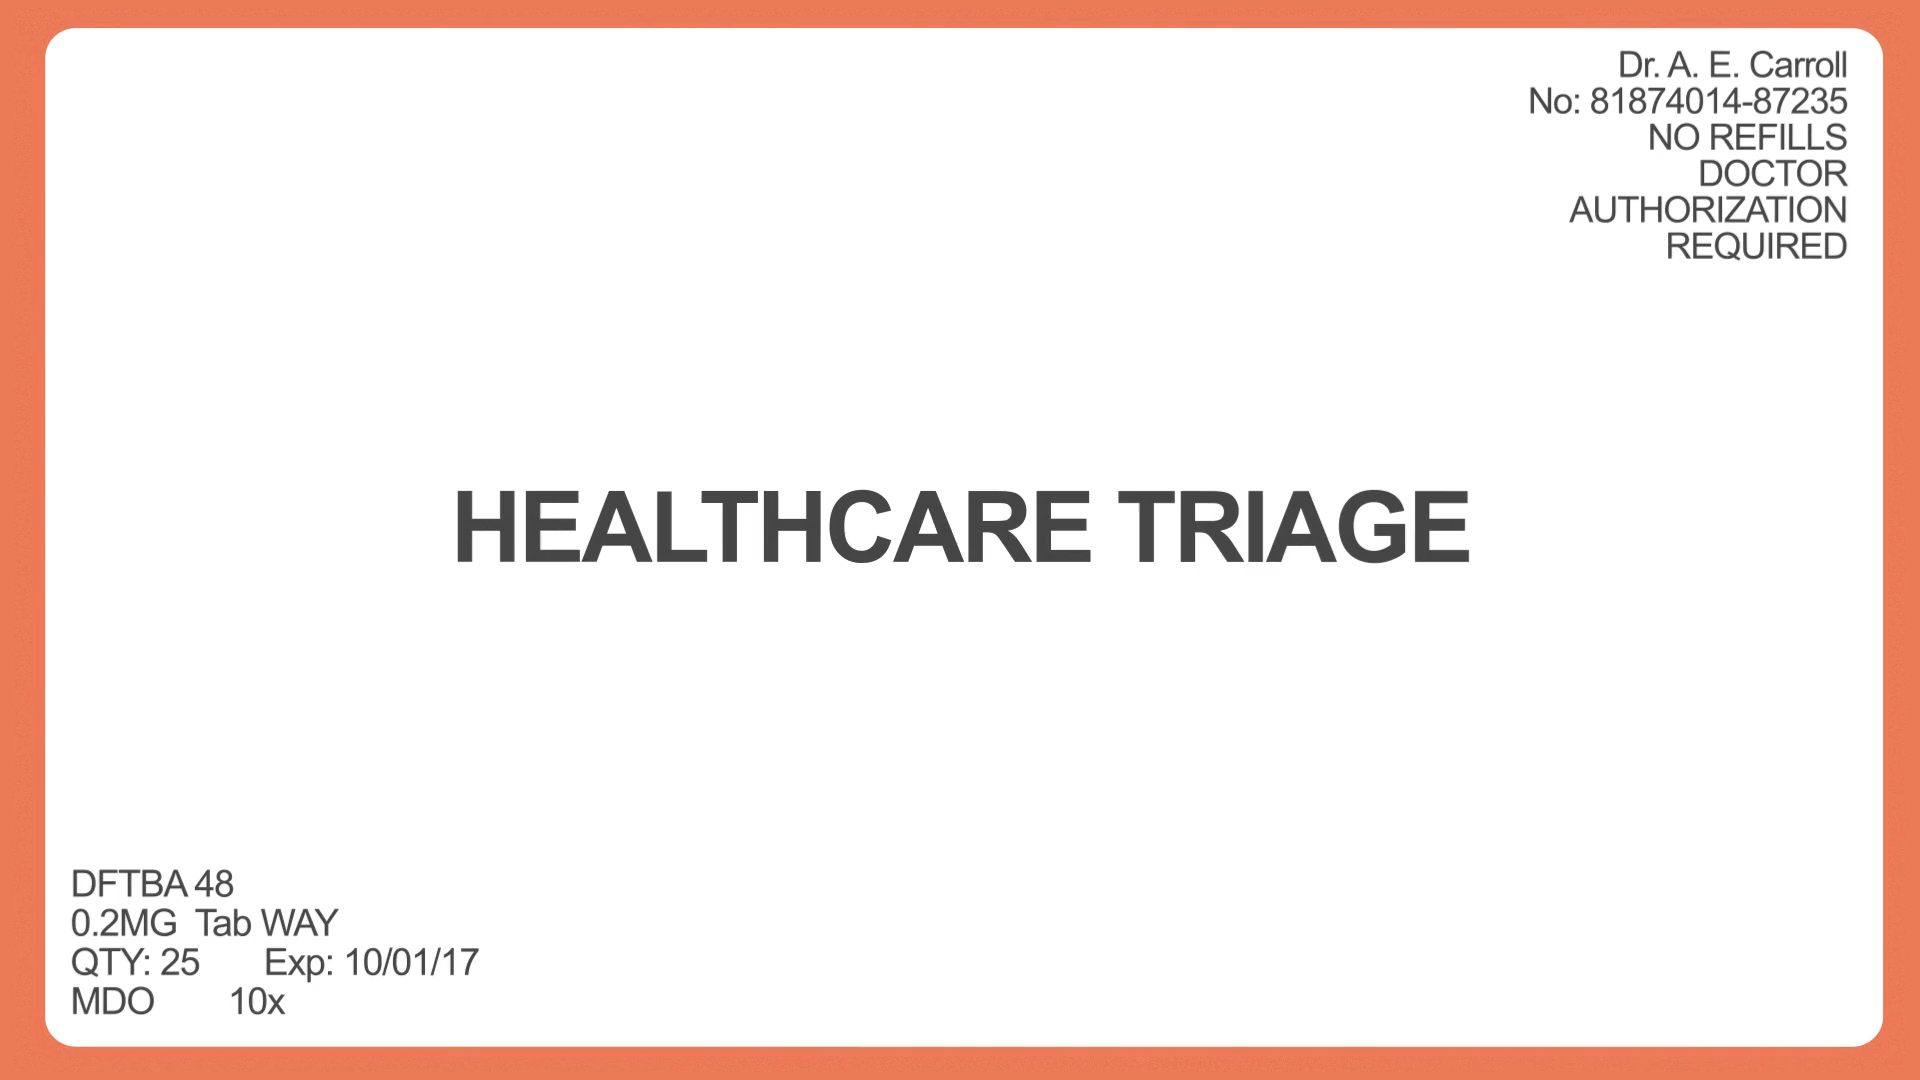 Dr. A. E. Carroll
No: 81874014-87235
NO REFILLS
DOCTOR
AUTHORIZATION
REQUIRED
HEALTHCARE TRIAGE
DFTBA 48
0.2MG Tab WAY
QTY: 25 Exp: 10/01/17
MDO 10x